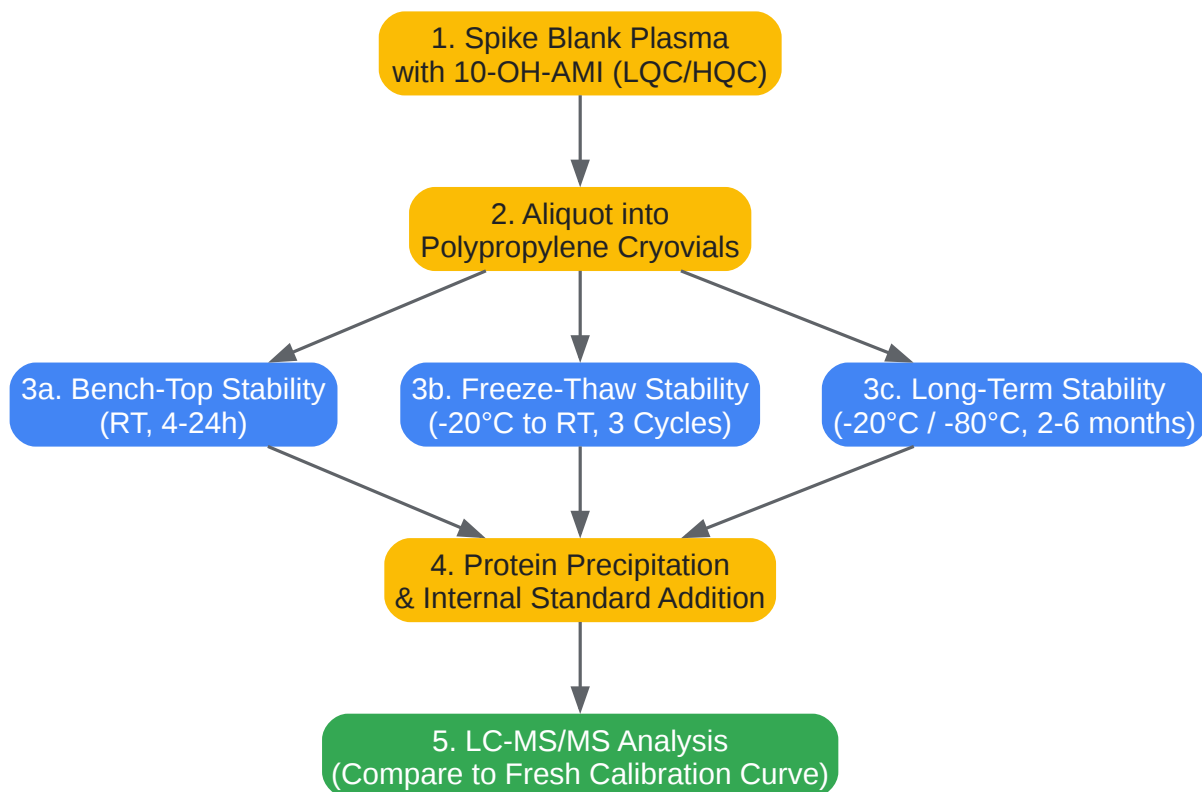 1. Spike Blank Plasma
with 10-OH-AMI (LQC/HQC)
2. Aliquot into
Polypropylene Cryovials
3a. Bench-Top Stability
(RT, 4-24h)
3b. Freeze-Thaw Stability
(-20°C to RT, 3 Cycles)
3c. Long-Term Stability
(-20°C / -80°C, 2-6 months)
4. Protein Precipitation
& Internal Standard Addition
5. LC-MS/MS Analysis
(Compare to Fresh Calibration Curve)